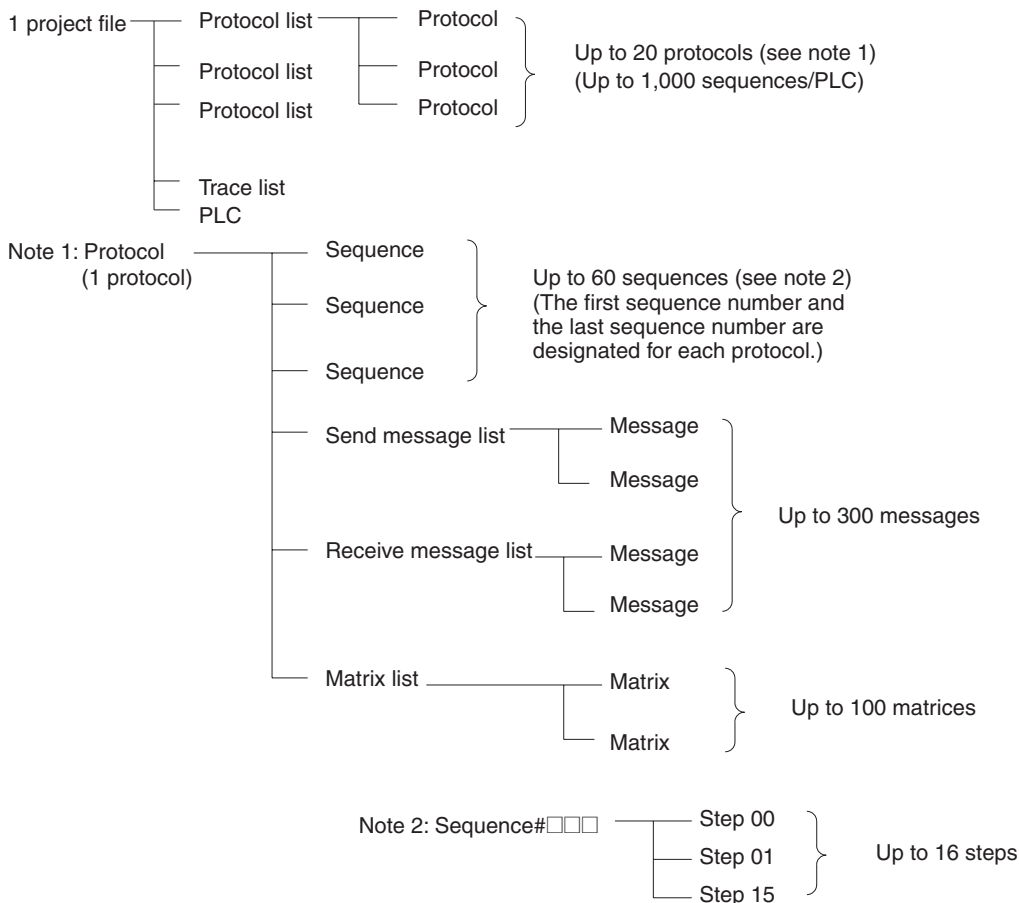 1 project file Protocol list Protocol
Protocol list Protocol
Protocol list Protocol
Up to 20 protocols (see note 1)
(Up to 1,000 sequences/PLC)
Trace list
PLC
Note 1: Protocol
(1 protocol)
Sequence
Sequence
Sequence
Up to 60 sequences (see note 2)
(The first sequence number and
the last sequence number are
designated for each protocol.)
Send message list Message
Message
Receive message list Message
Message
Up to 300 messages
Matrix list Matrix
Matrix
Up to 100 matrices
Note 2: Sequence#□□□ Step 00
Step 01
Step 15
Up to 16 steps